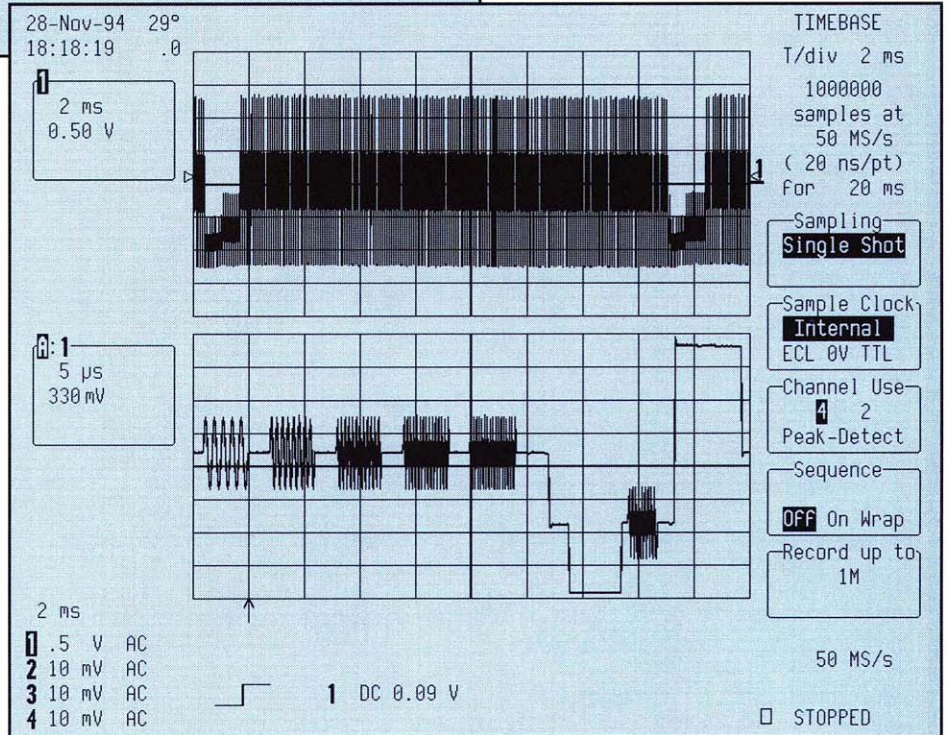 28-Nov-94 29°
18:18:19 .0
1
2 ms
0.50 V
1
A:1
5 µs
330 mV
2 ms
1 .5 V AC
2 10 mV AC
3 10 mV AC
4 10 mV AC
1 DC 0.09 V
TIMEBASE
T/div 2 ms
1000000
samples at
50 MS/s
( 20 ns/pt)
For 20 ms
Sampling
Single Shot
Sample Clock
Internal
ECL 0V TTL
Channel Use
4 2
Peak-Detect
Sequence
Off On Wrap
Record up to
1M
50 MS/s
STOPPED